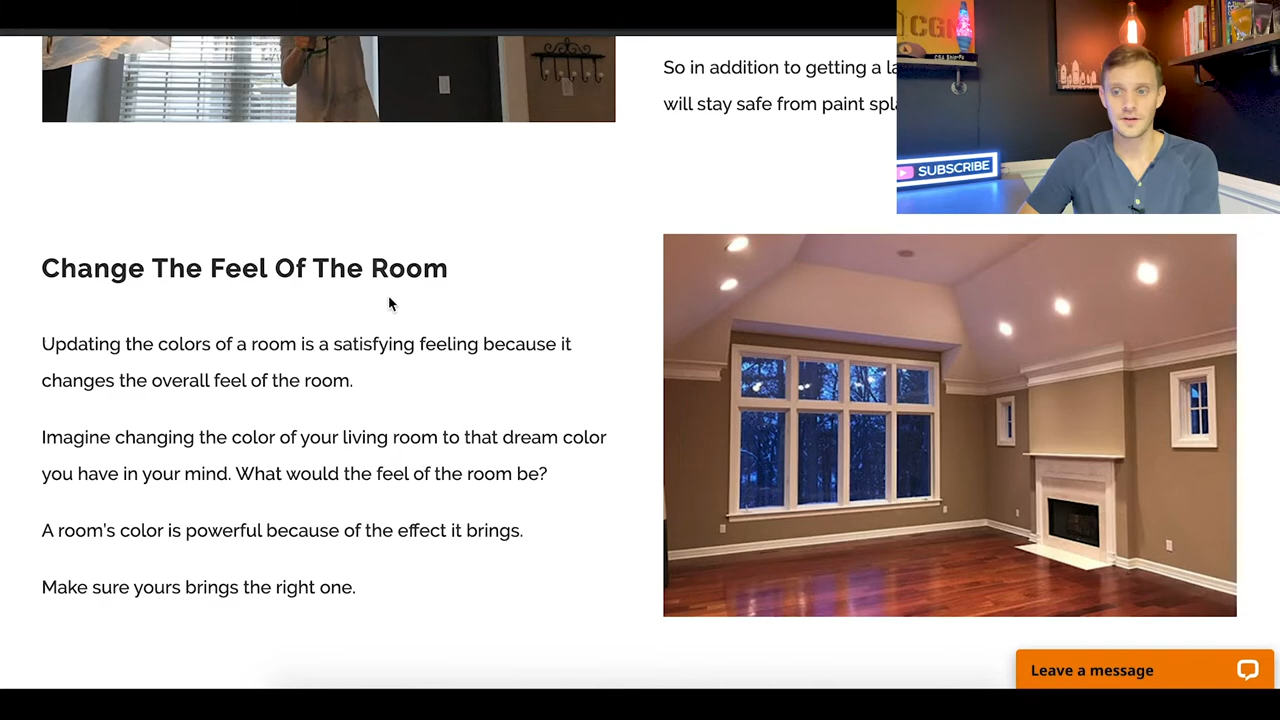 So in addition to getting a la
will stay safe from paint spla
CGN
SUBSCRIBE
Change The Feel Of The Room
Updating the colors of a room is a satisfying feeling because it
changes the overall feel of the room.
Imagine changing the color of your living room to that dream color
you have in your mind. What would the feel of the room be?
A room's color is powerful because of the effect it brings.
Make sure yours brings the right one.
Leave a message